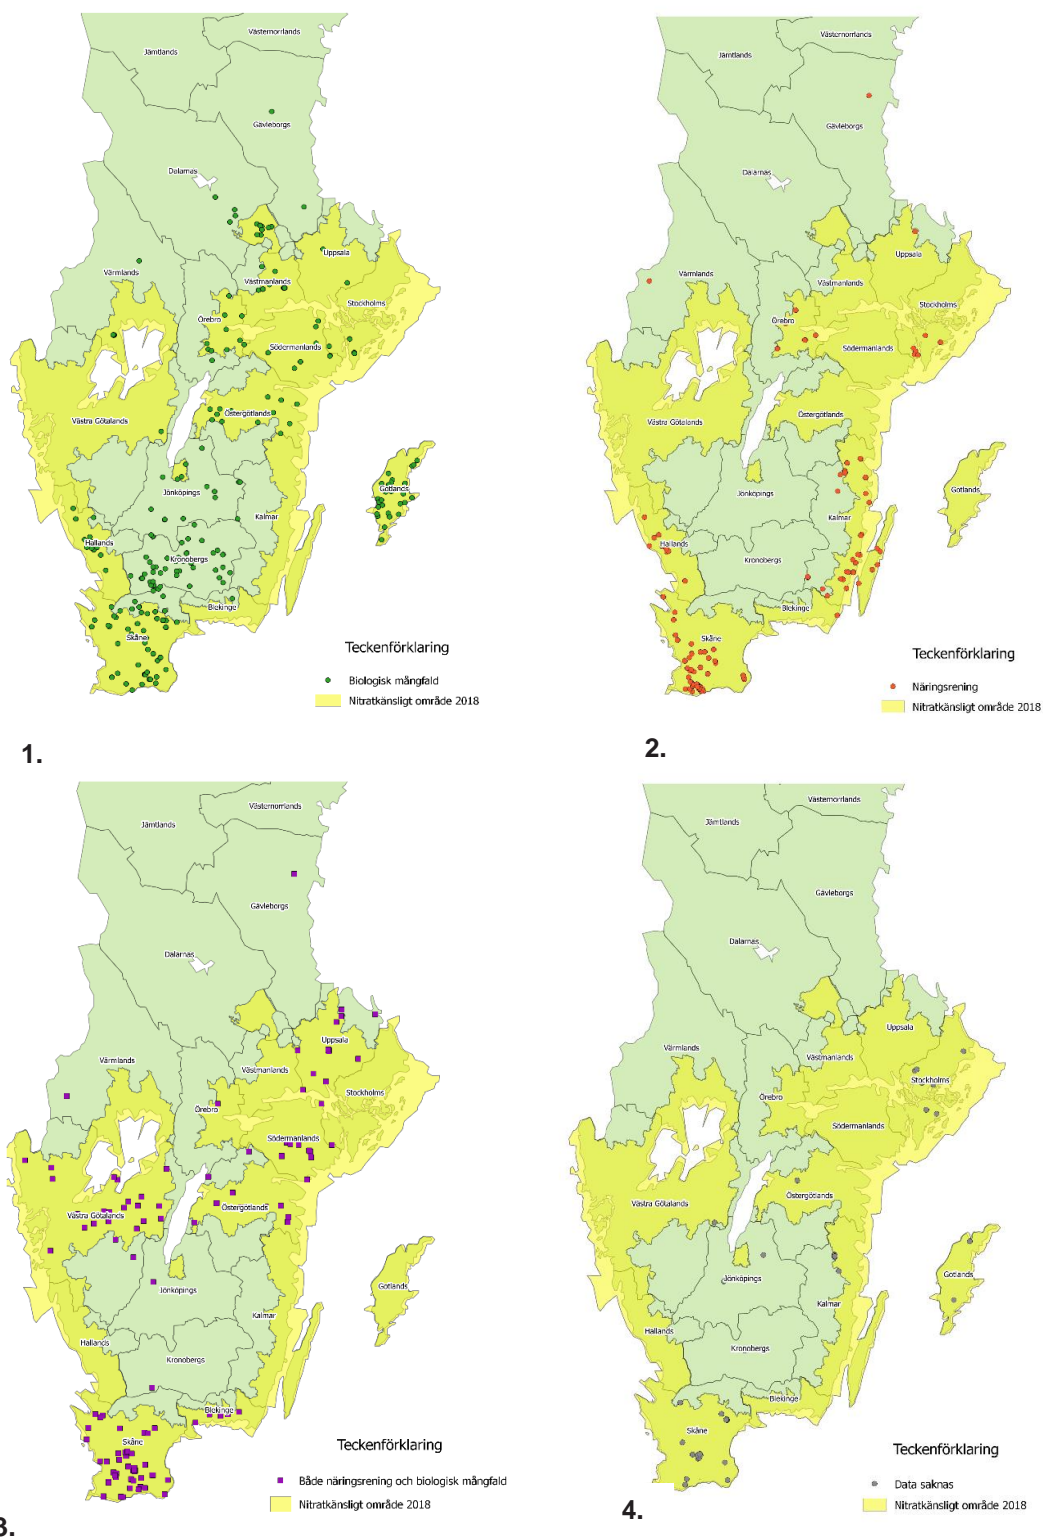 Västernorrlands
Jämtlands
Gävleborgs
Dalarnas
Uppsala
Värmlands
Västmanlands
Stockholms
Örebro
Södermanlands
Östergötlands
Västra Götalands
Gotlands
Jönköpings
Kalmar
Hallands
Kronobergs
Blekinge
Skåne
Teckenförklaring
Biologisk mångfald
Nitratkänsligt område 2018
1.
Västernorrlands
Jämtlands
Gävleborgs
Dalarnas
Uppsala
Värmlands
Västmanlands
Stockholms
Örebro
Södermanlands
Östergötlands
Västra Götalands
Gotlands
Jönköpings
Kalmar
Hallands
Kronobergs
Blekinge
Skåne
Teckenförklaring
Näringsrening
Nitratkänsligt område 2018
2.
Västernorrlands
Jämtlands
Gävleborgs
Dalarnas
Uppsala
Värmlands
Västmanlands
Stockholms
Örebro
Södermanlands
Östergötlands
Västra Götalands
Gotlands
Jönköpings
Kalmar
Hallands
Kronobergs
Blekinge
Skåne
Teckenförklaring
Både näringsrening och biologisk mångfald
Nitratkänsligt område 2018
3.
Västernorrlands
Jämtlands
Gävleborgs
Dalarnas
Uppsala
Värmlands
Västmanlands
Stockholms
Örebro
Södermanlands
Östergötlands
Västra Götalands
Gotlands
Jönköpings
Kalmar
Hallands
Kronobergs
Blekinge
Skåne
Teckenförklaring
Data saknas
Nitratkänsligt område 2018
4.